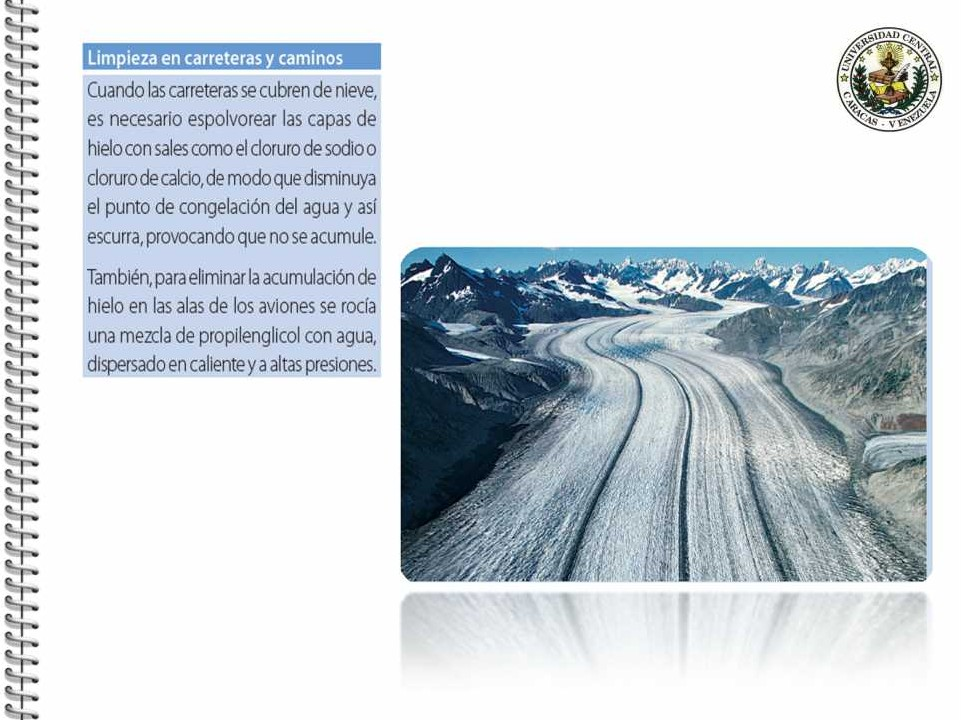 Limpieza en carreteras y caminos
Cuando las carreteras se cubren de nieve,
es necesario espolvorear las capas de
hielo con sales como el cloruro de sodio o
cloruro de calcio, de modo que disminuya
el punto de congelación del agua y así
escurra, provocando que no se acumule.
También, para eliminar la acumulación de
hielo en las alas de los aviones se rocía
una mezcla de propilenglicol con agua,
dispersado en caliente y a altas presiones.
UNIVERSIDAD CENTRAL
CARACAS - VENEZUELA